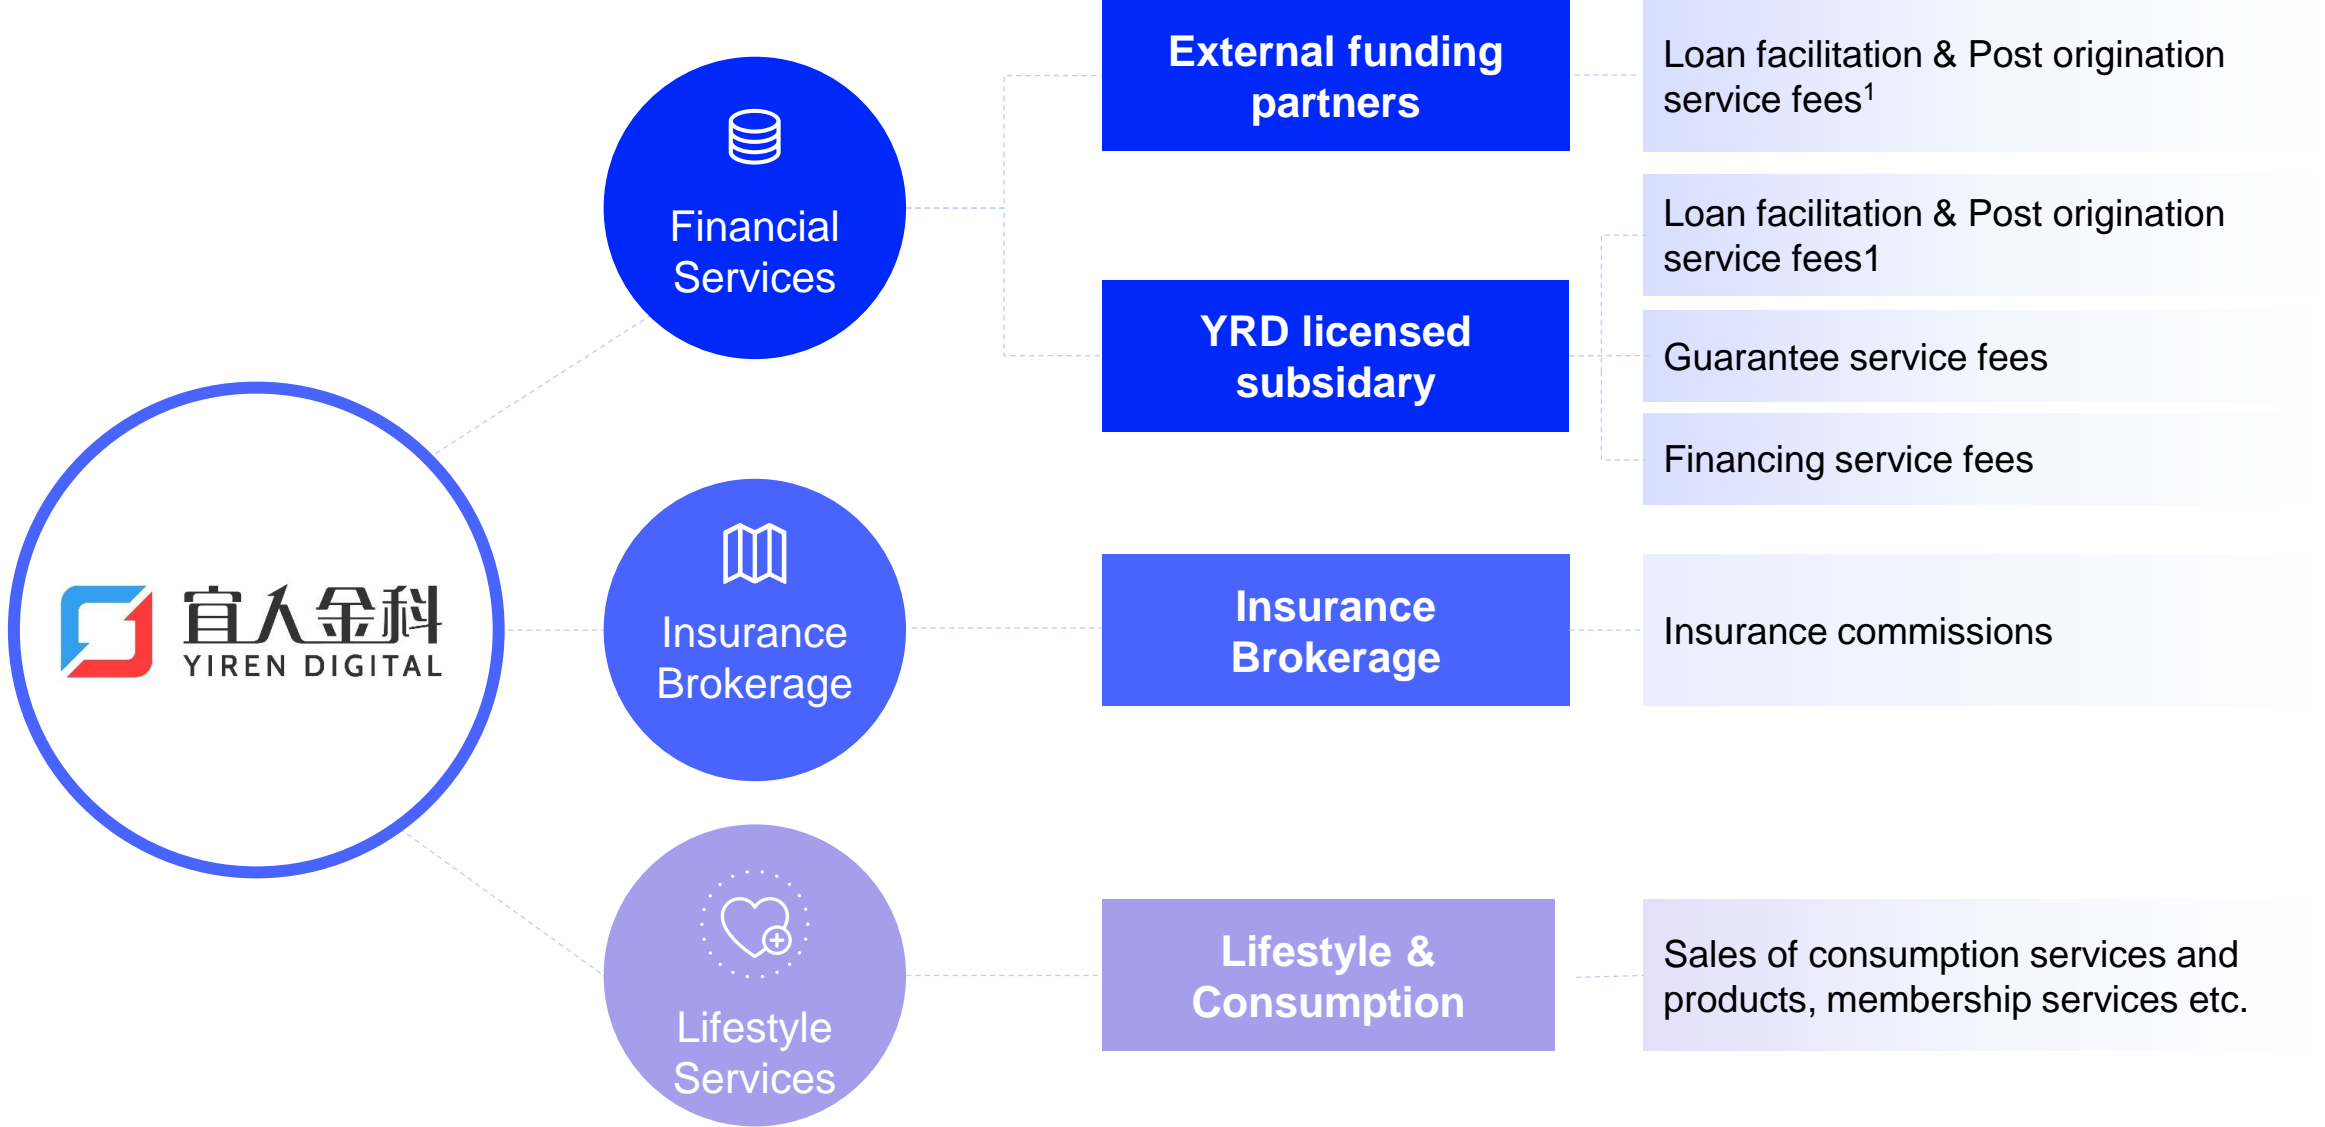 宜人金科
YIREN DIGITAL
Financial
Services
External funding
partners
Loan facilitation & Post origination
service fees¹
YRD licensed
subsidary
Loan facilitation & Post origination
service fees1
Guarantee service fees
Financing service fees
Insurance
Brokerage
Insurance
Brokerage
Insurance commissions
Lifestyle
Services
Lifestyle &
Consumption
Sales of consumption services and
products, membership services etc.